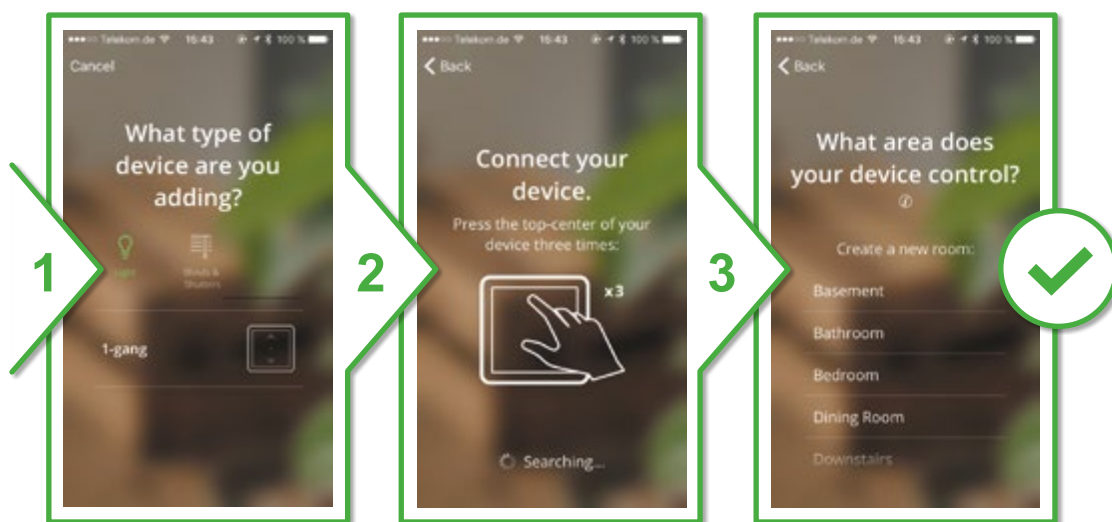 1
Telekom.de 15:43 100 %
Cancel
What type of
device are you
adding?
Light
Blinds &
Shutters
1-gang
2
Telekom.de 15:43 100 %
Back
Connect your
device.
Press the top-center of your
device three times:
x3
Searching...
3
Telekom.de 15:43 100 %
Back
What area does
your device control?
i
Create a new room:
Basement
Bathroom
Bedroom
Dining Room
Downstairs